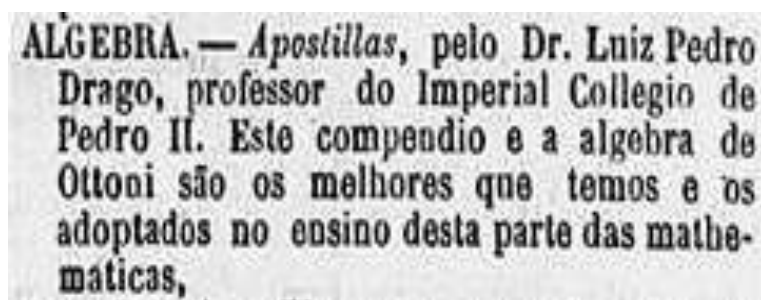 ALGEBRA. — Apostillas, pelo Dr. Luiz Pedro
Drago, professor do Imperial Collegio de
Pedro II. Este compendio e a algebra de
Ottoni são os melhores que temos e os
adoptados no ensino desta parte das mathe-
maticas,